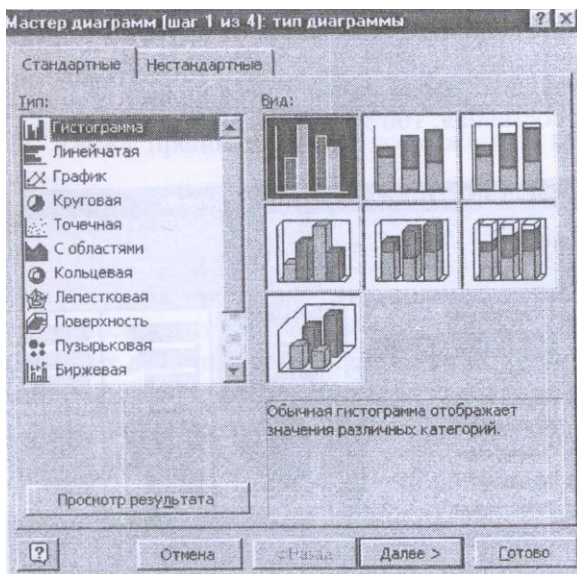 Мастер диаграмм [шаг 1 из 4]: тип диаграммы
Стандартные Нестандартные
Тип: Вид:
Гистограмма
Линейчатая
График
Круговая
Точечная
С областями
Кольцевая
Лепестковая
Поверхность
Пузырьковая
Биржевая
Обычная гистограмма отображает
значения различных категорий.
Просмотр результата
Отмена < Назад Далее > Готово